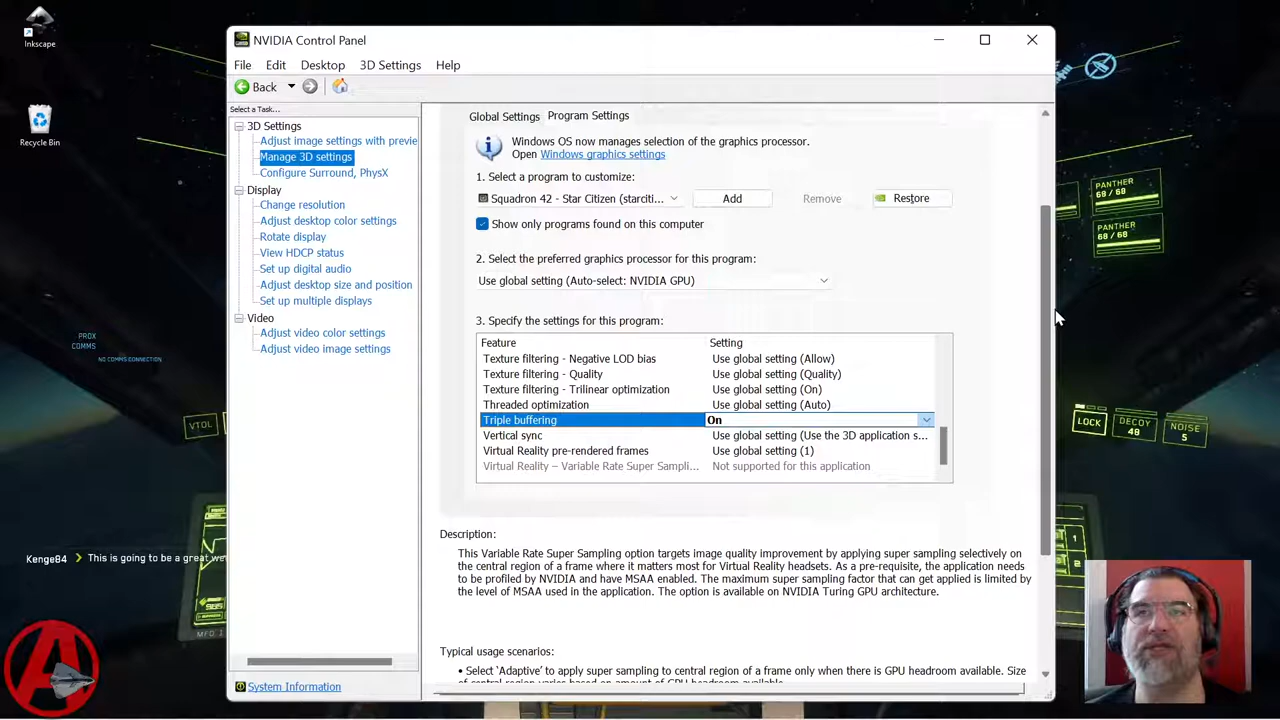 Inkscape
Recycle Bin
NVIDIA Control Panel
File Edit Desktop 3D Settings Help
Back
Select a Task...
3D Settings
Adjust image settings with previe
Manage 3D settings
Configure Surround, PhysX
Display
Change resolution
Adjust desktop color settings
Rotate display
View HDCP status
Set up digital audio
Adjust desktop size and position
Set up multiple displays
Video
Adjust video color settings
Adjust video image settings
System Information
Global Settings Program Settings
Windows OS now manages selection of the graphics processor.
Open Windows graphics settings
1. Select a program to customize:
Squadron 42 - Star Citizen (starciti... Add Remove Restore
Show only programs found on this computer
2. Select the preferred graphics processor for this program:
Use global setting (Auto-select: NVIDIA GPU)
3. Specify the settings for this program:
Feature Setting
Texture filtering - Negative LOD bias Use global setting (Allow)
Texture filtering - Quality Use global setting (Quality)
Texture filtering - Trilinear optimization Use global setting (On)
Threaded optimization Use global setting (Auto)
Triple buffering On
Vertical sync Use global setting (Use the 3D application s...
Virtual Reality pre-rendered frames Use global setting (1)
Virtual Reality – Variable Rate Super Sampli... Not supported for this application
Description:
This Variable Rate Super Sampling option targets image quality improvement by applying super sampling selectively on
the central region of a frame where it matters most for Virtual Reality headsets. As a pre-requisite, the application needs
to be profiled by NVIDIA and have MSAA enabled. The maximum super sampling factor that can get applied is limited by
the level of MSAA used in the application. The option is available on NVIDIA Turing GPU architecture.
Typical usage scenarios:
• Select 'Adaptive' to apply super sampling to central region of a frame only when there is GPU headroom available. Size
of central region varies based on amount of GPU headroom available.
PROX
COMMS
NO COMMS CONNECTION
VTOL
Kenge84 This is going to be a great we
PANTHER
68 / 68
PANTHER
68 / 68
LOCK
DECOY
48
NOISE
5
1
2